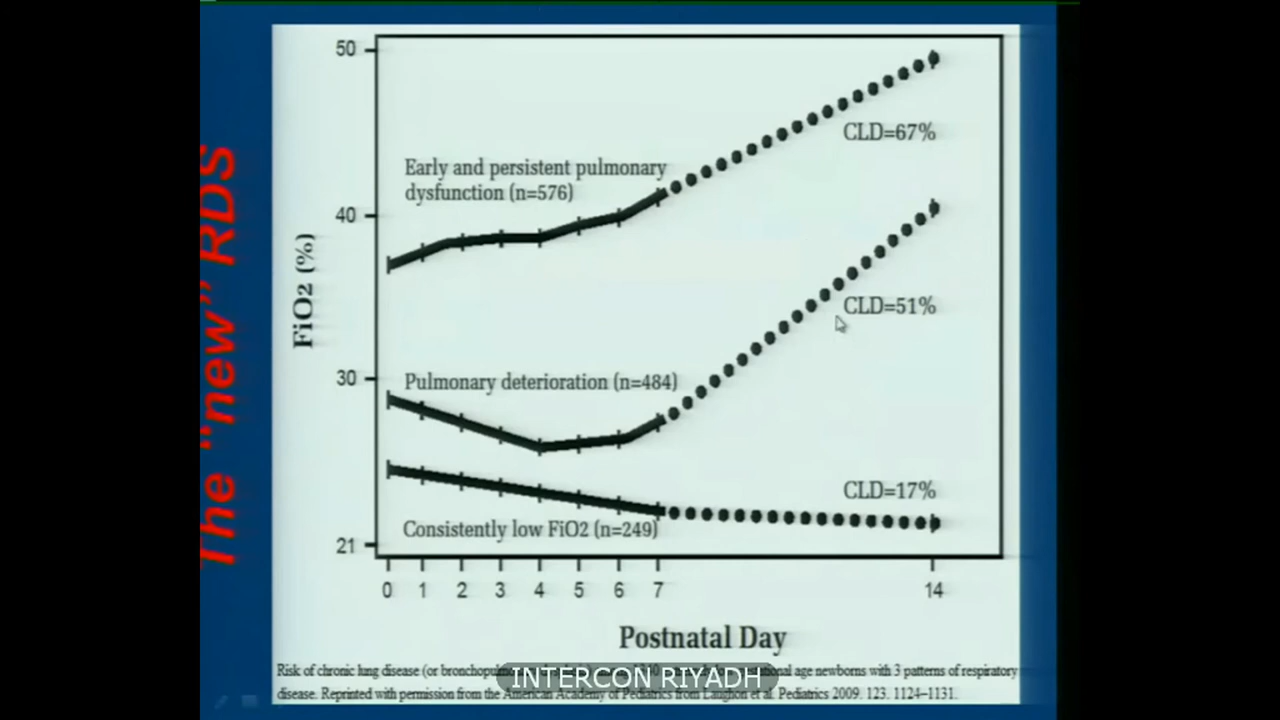 The "new" RDS
50
CLD=67%
Early and persistent pulmonary
dysfunction (n=576)
40
FiO2 (%)
CLD=51%
30
Pulmonary deterioration (n=484)
CLD=17%
Consistently low FiO2 (n=249)
21
0 1 2 3 4 5 6 7 14
Postnatal Day
Risk of chronic lung disease (or age newborns with 3 patterns of respiratory
INTERCON RIYADH
disease. Reprinted with permission from the American Academy of Pediatrics from Laughon et al. Pediatrics 2009. 123. 1124–1131.